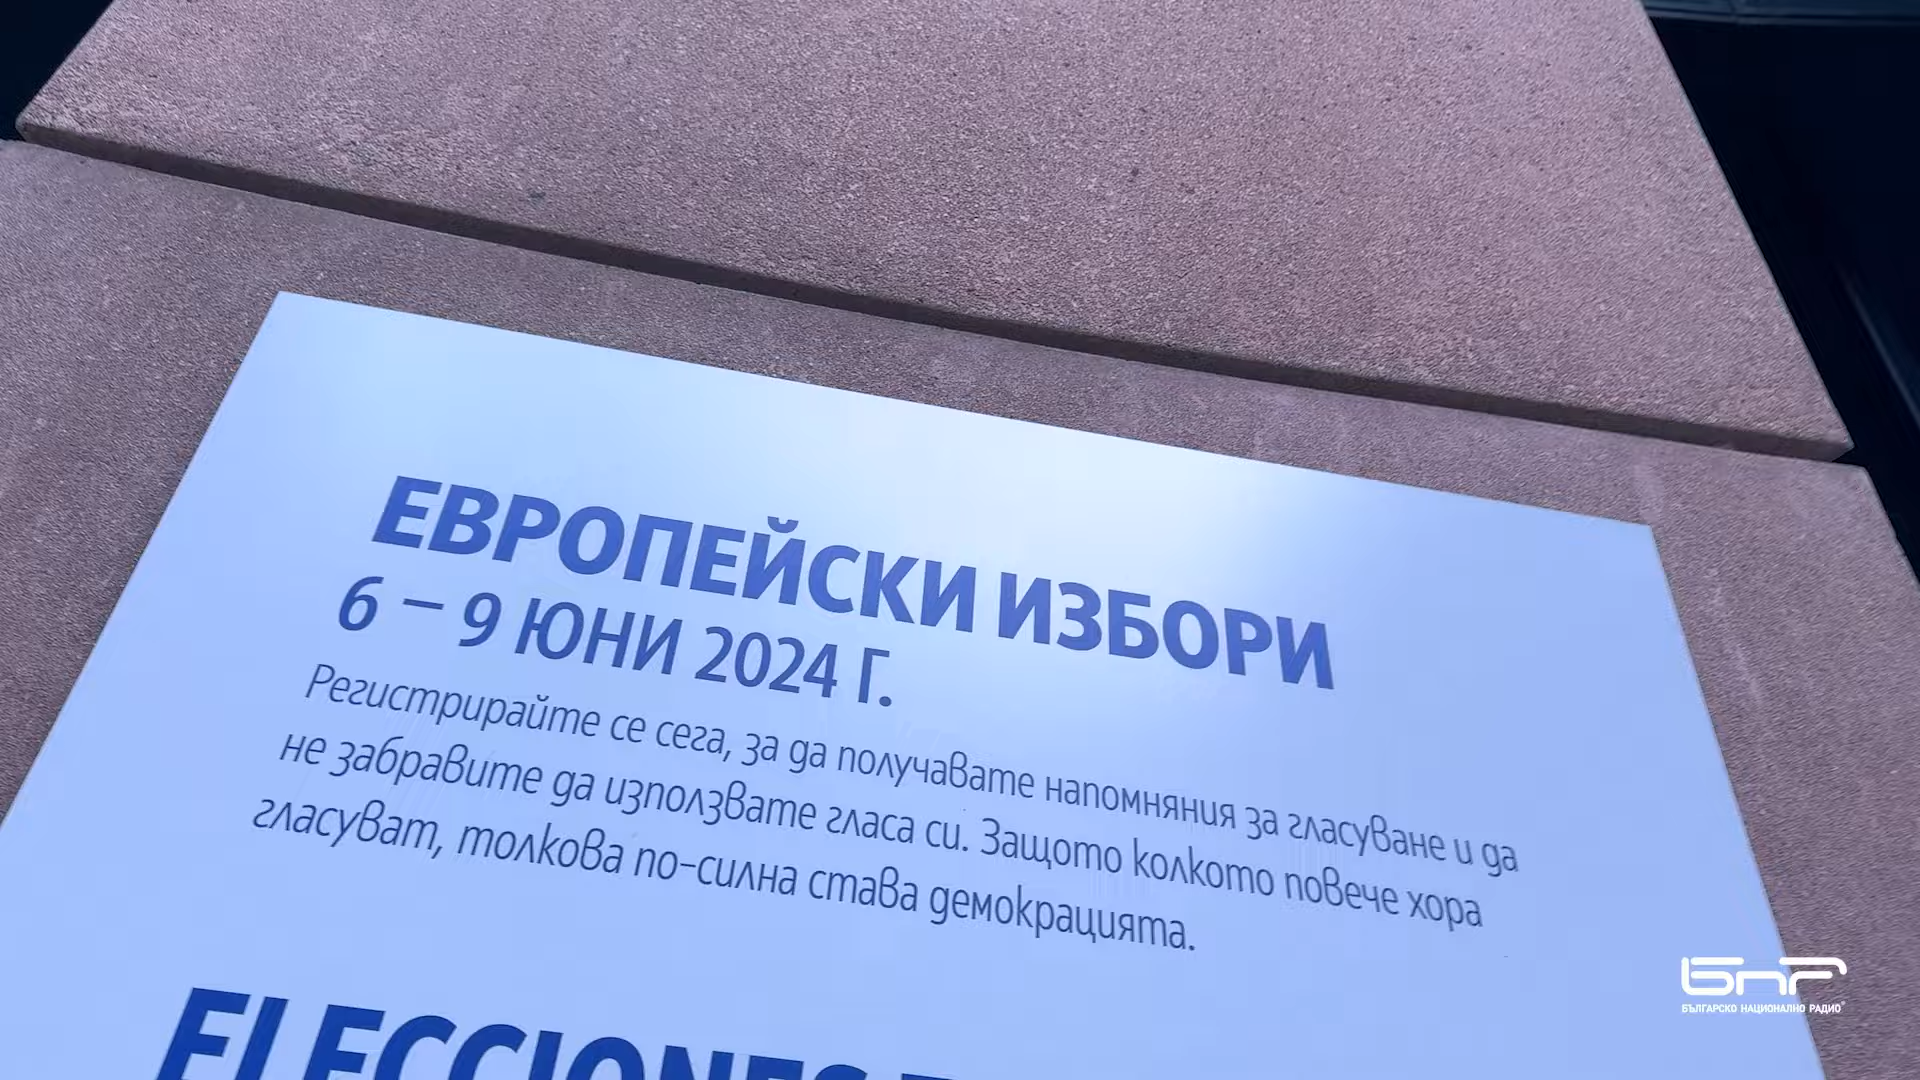 ЕВРОПЕЙСКИ ИЗБОРИ
6 – 9 ЮНИ 2024 Г.
Регистрирайте се сега, за да получавате напомняния за гласуване и да
не забравите да използвате гласа си. Защото колкото повече хора
гласуват, толкова по-силна става демокрацията.
ELECCIONES
БНР
БЪЛГАРСКО НАЦИОНАЛНО РАДИО